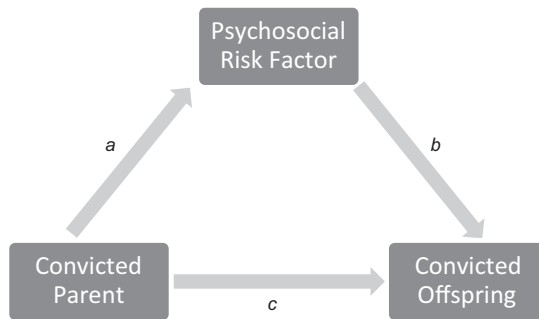 Psychosocial
Risk Factor
a
b
Convicted
Parent
Convicted
Offspring
c